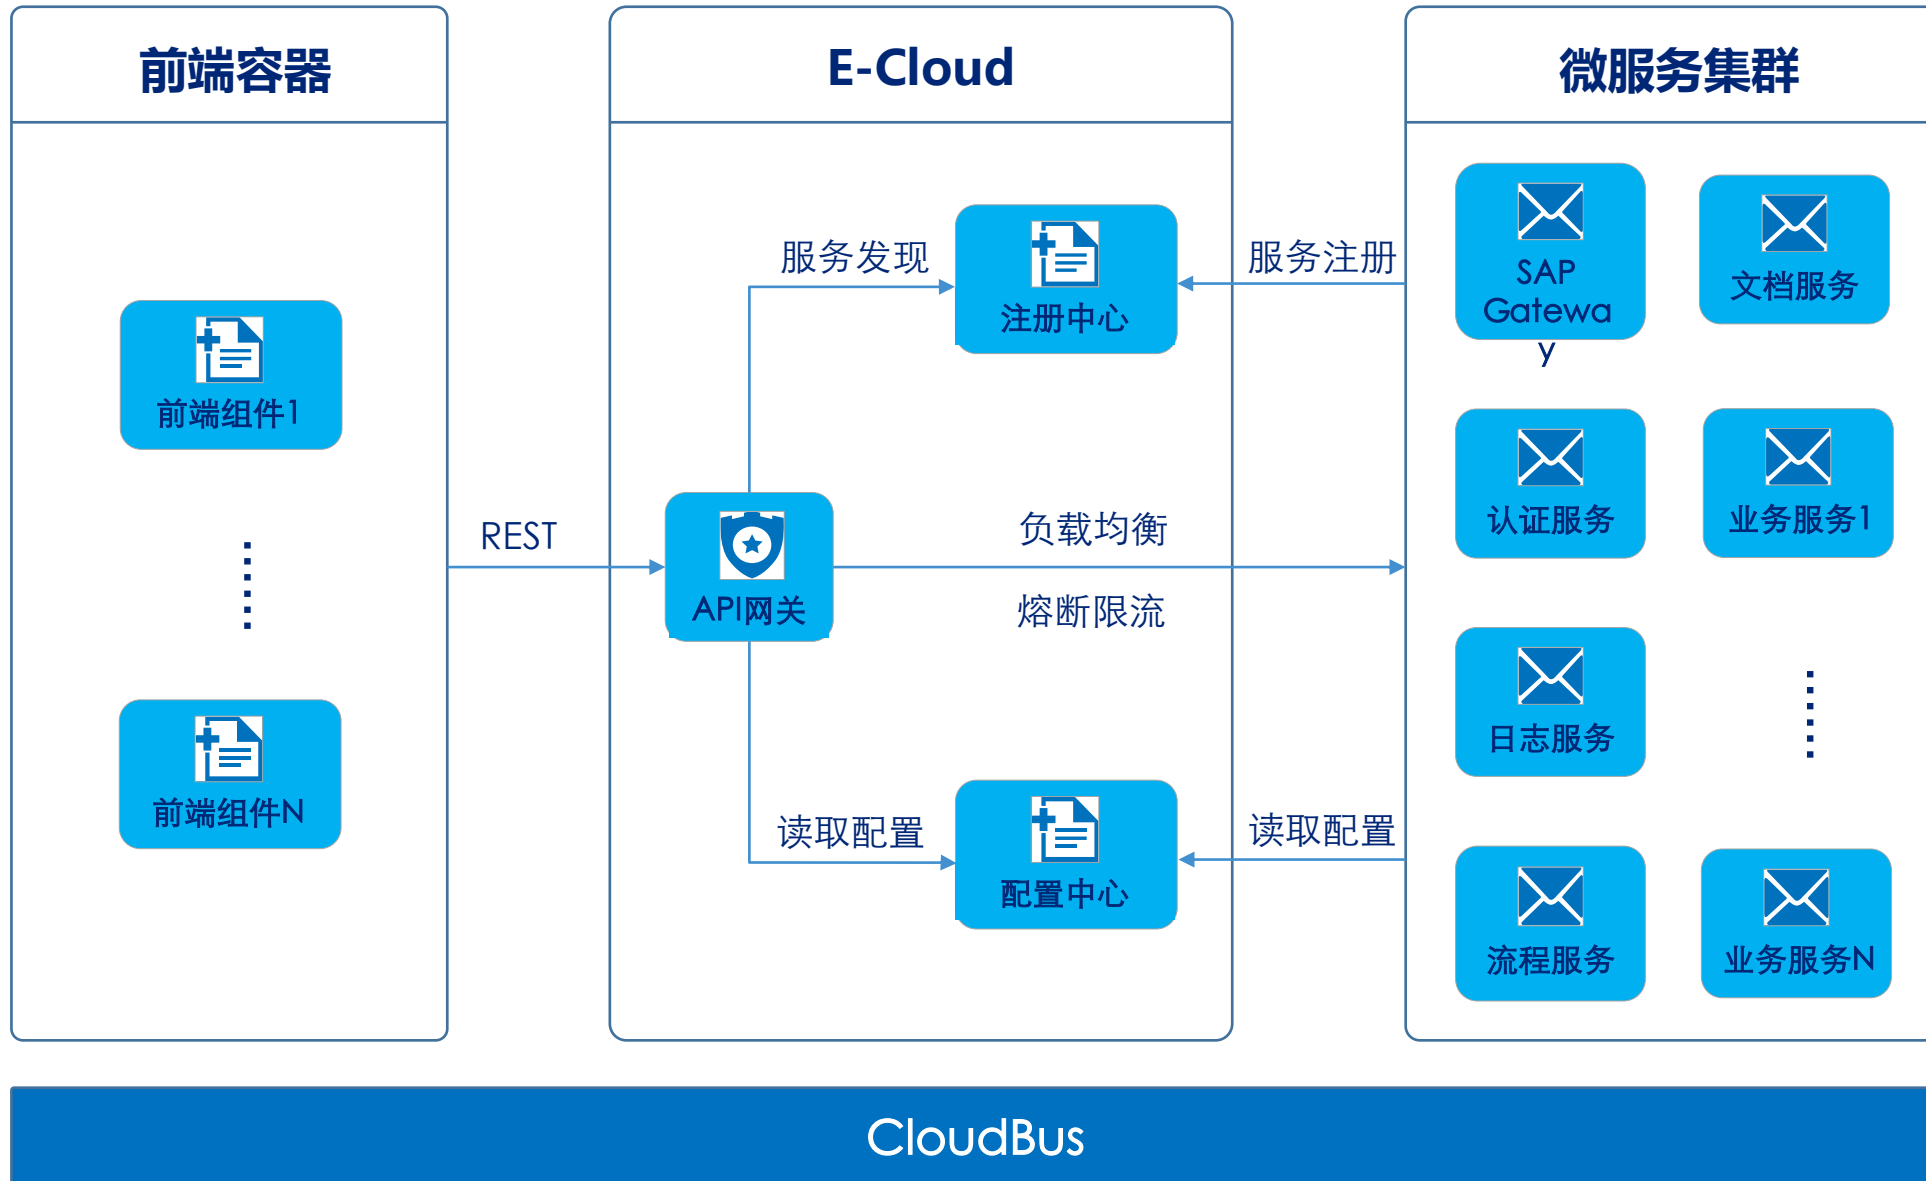 前端容器
E-Cloud
微服务集群
前端组件1
前端组件N
REST
服务发现
注册中心
服务注册
API网关
负载均衡
熔断限流
读取配置
配置中心
读取配置
SAP
Gatewa
y
文档服务
认证服务
业务服务1
日志服务
流程服务
业务服务N
CloudBus